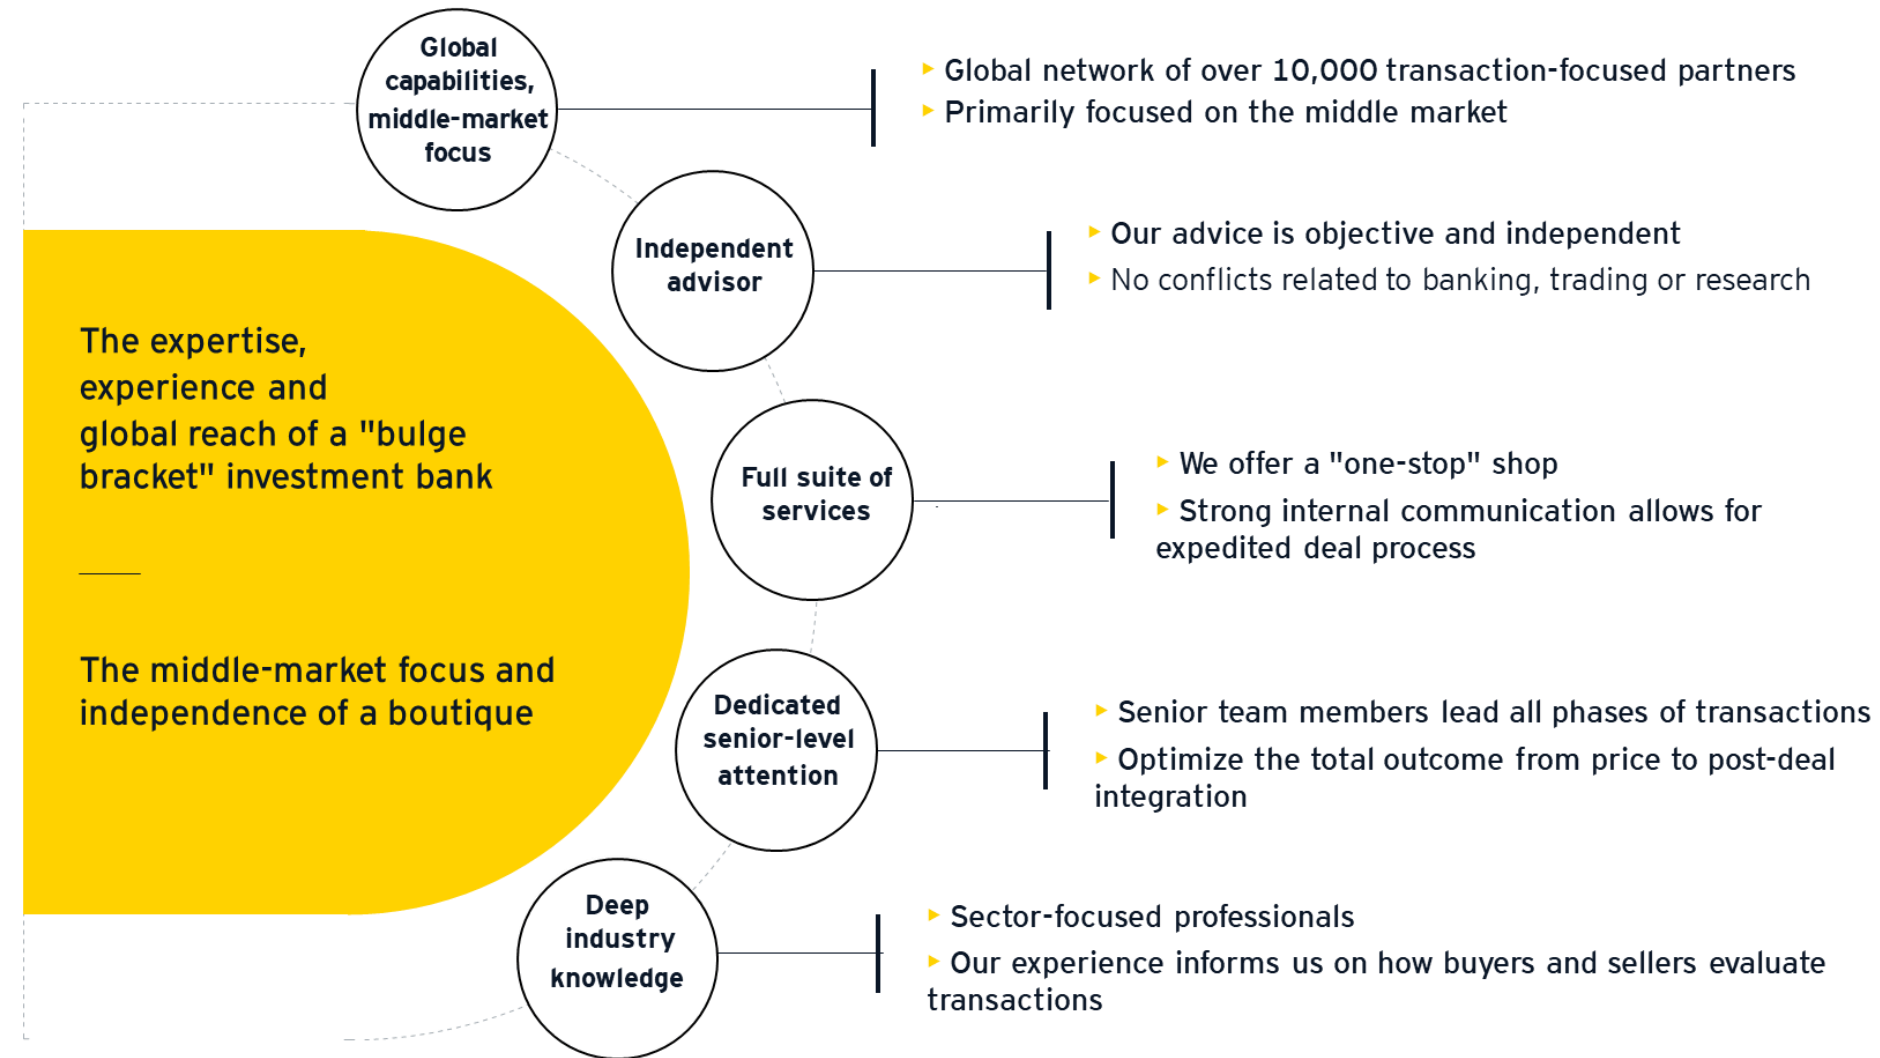 The expertise,
experience and
global reach of a "bulge
bracket" investment bank
The middle-market focus and
independence of a boutique
Global
capabilities,
middle-market
focus
▸ Global network of over 10,000 transaction-focused partners
▸ Primarily focused on the middle market
Independent
advisor
▸ Our advice is objective and independent
▸ No conflicts related to banking, trading or research
Full suite of
services
▸ We offer a "one-stop" shop
▸ Strong internal communication allows for
expedited deal process
Dedicated
senior-level
attention
▸ Senior team members lead all phases of transactions
▸ Optimize the total outcome from price to post-deal
integration
Deep
industry
knowledge
▸ Sector-focused professionals
▸ Our experience informs us on how buyers and sellers evaluate
transactions